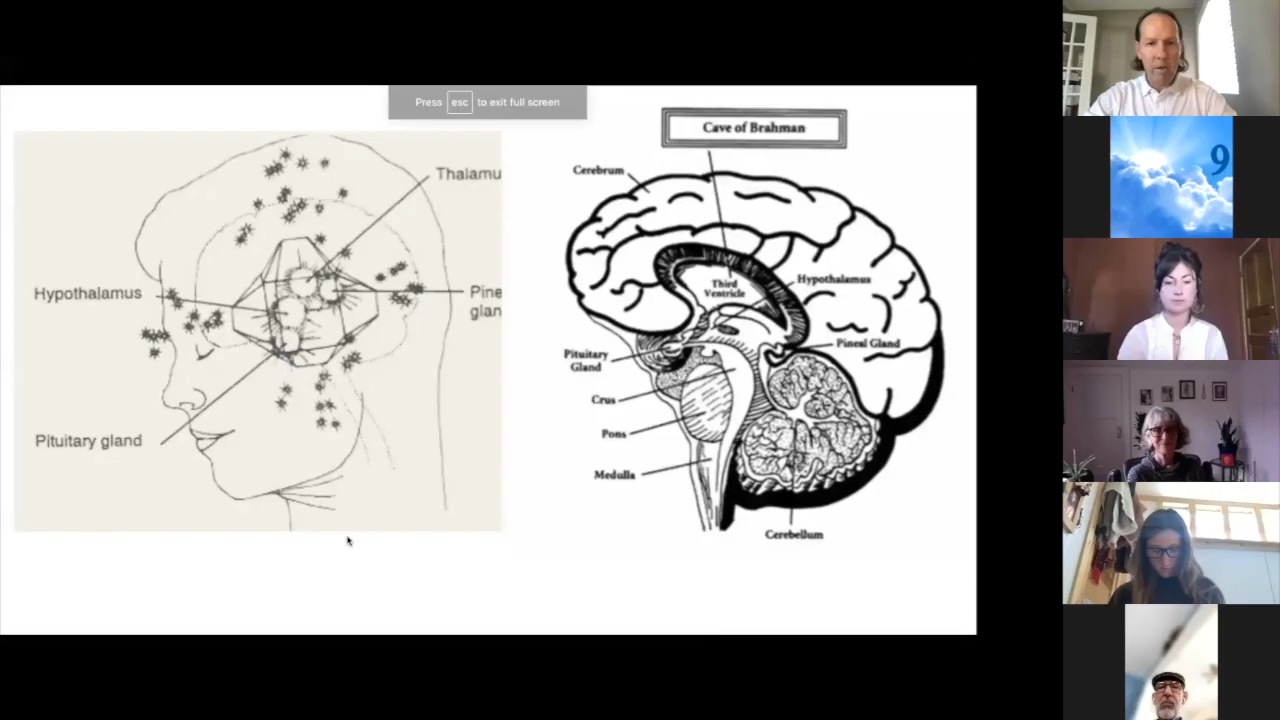 Press esc to exit full screen
Thalamu
Hypothalamus
Pine
glan
Pituitary gland
Cave of Brahman
Cerebrum
Hypothalamus
Third
Ventricle
Pineal Gland
Pituitary
Gland
Crus
Pons
Medulla
Cerebellum
9